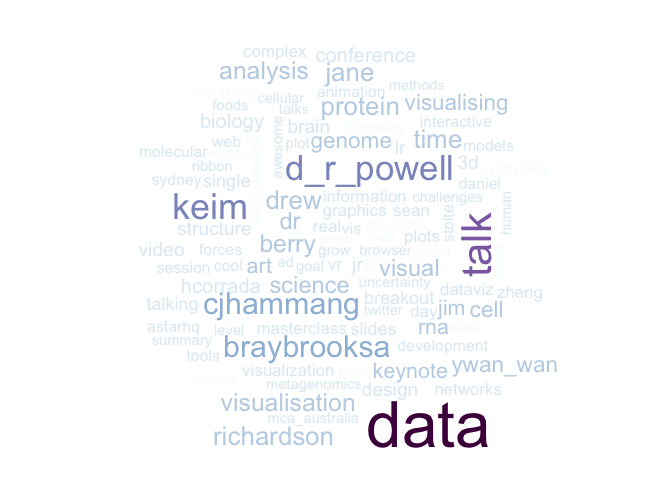 complex
conference
analysis
jane
methods
animation
visualizing
cellular
foods
protein
visualising
talks
interactive
biology
brain
plot
genome
lr
time
models
web
awesome
molecular
ribbon
d_r_powell
3d
vividsydney
sydney
single
daniel
keim
drew
information
challenges
human
graphics
sean
stolte
talk
structure
dr
real
vis
plots
video
forces
berry
grow
browser
session
cool
art
ad
goal
vr
jr
visual
hcorrada
science
uncertainty
dataviz
zheng
talking
cjhammang
breakout
twitter
day
jim
cell
astarhq
level
masterclass
slides
rna
summary
tools
braybrooksa
development
visualization
keynote
ywan_wan
forward
metagenomics
design
networks
visualisation
mca_australia
data
richardson